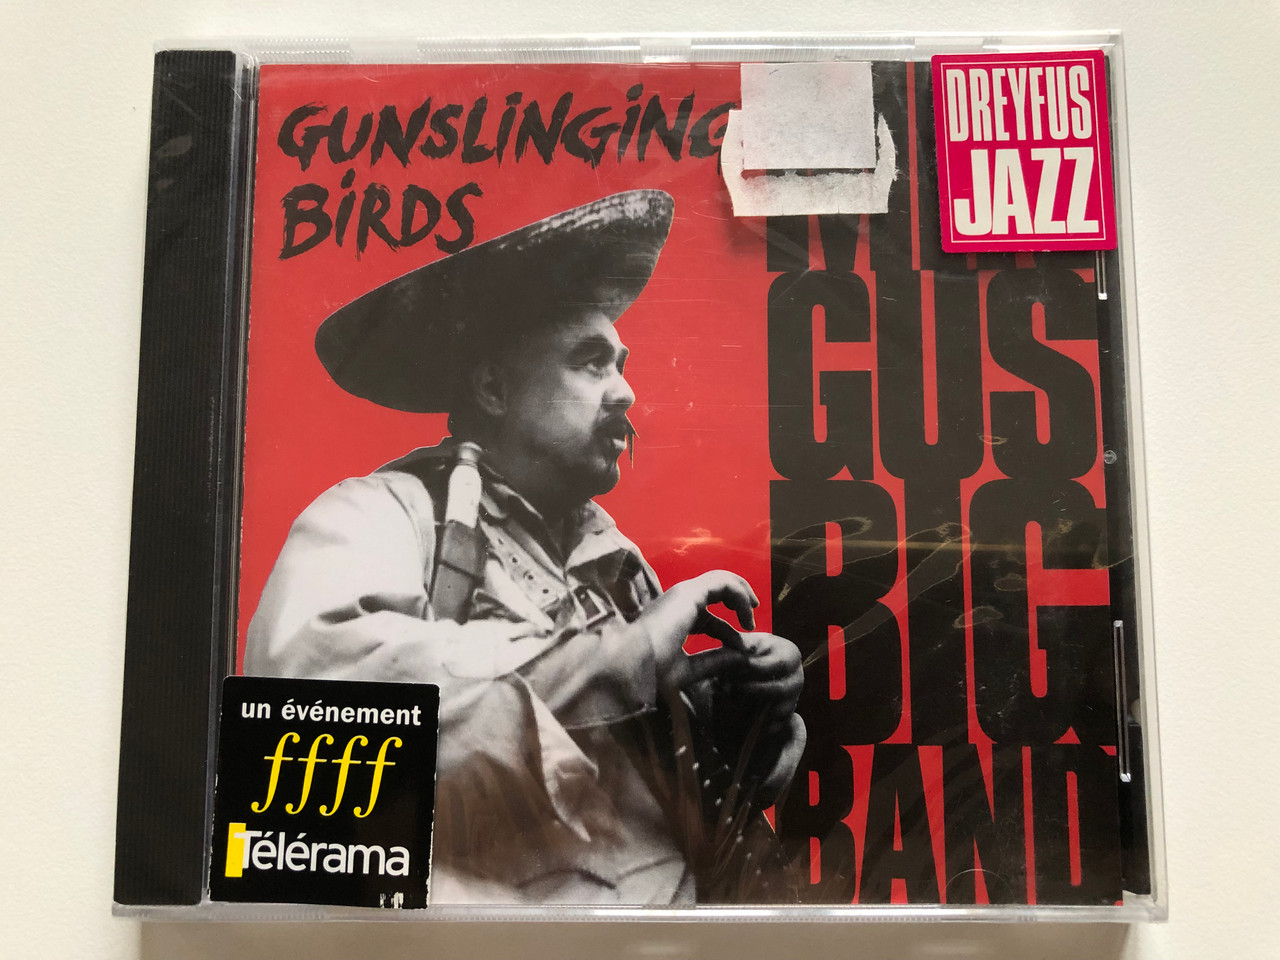 GUNSLiNGiNG
BiRDS
GUS
BIG
BAND
DREYFUS
JAZZ
un événement
ffff
Télérama